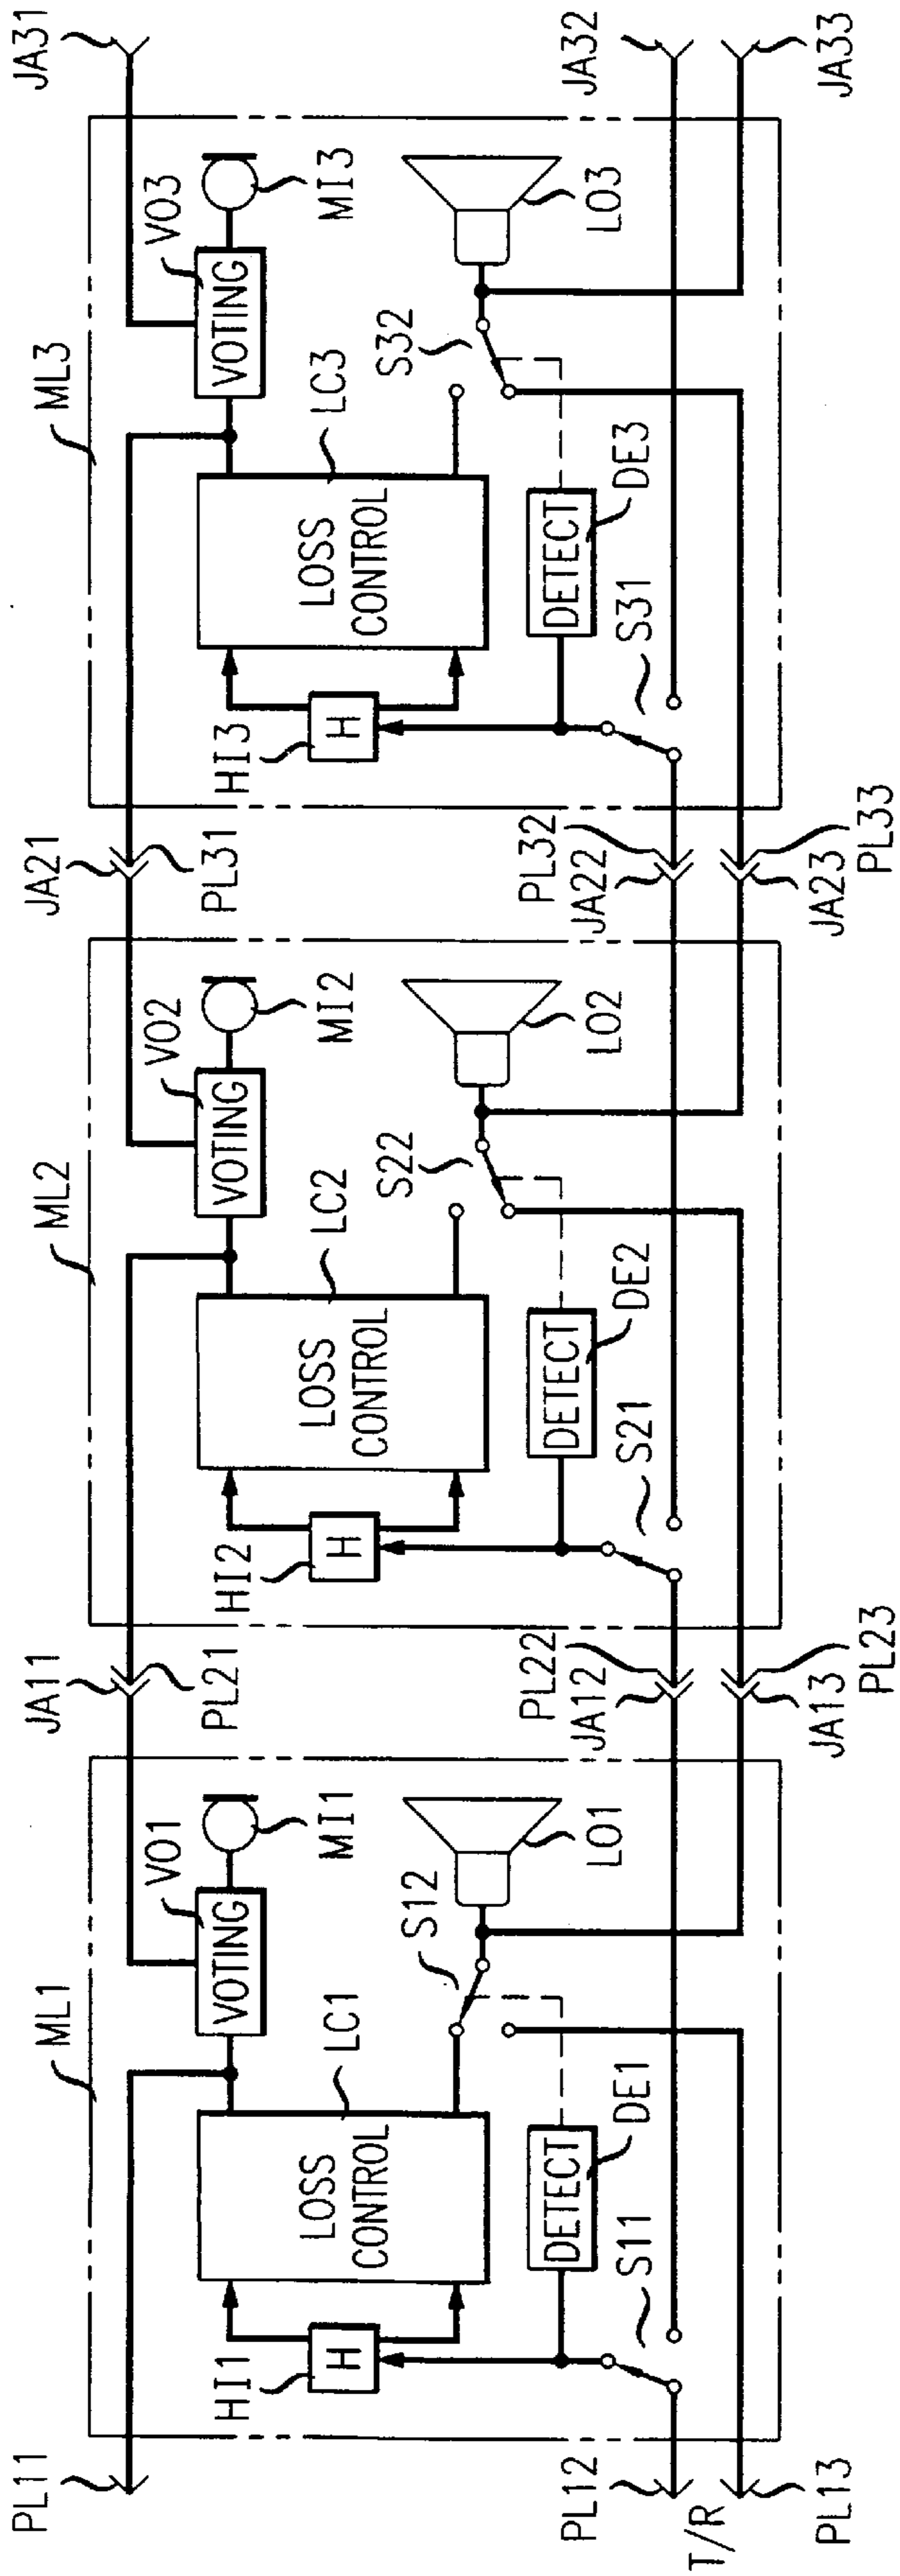 PL11
PL12
T/R
PL13
ML1
HI1
H
LOSS
CONTROL
LC1
VO1
VOTING
MI1
S12
LO1
DETECT
DE1
S11
JA11
PL21
PL22
JA12
JA13
PL23
ML2
HI2
H
LOSS
CONTROL
LC2
VO2
VOTING
MI2
S22
LO2
DETECT
DE2
S21
JA21
PL31
PL32
JA22
JA23
PL33
ML3
HI3
H
LOSS
CONTROL
LC3
VO3
VOTING
MI3
S32
LO3
DETECT
DE3
S31
JA31
JA32
JA33